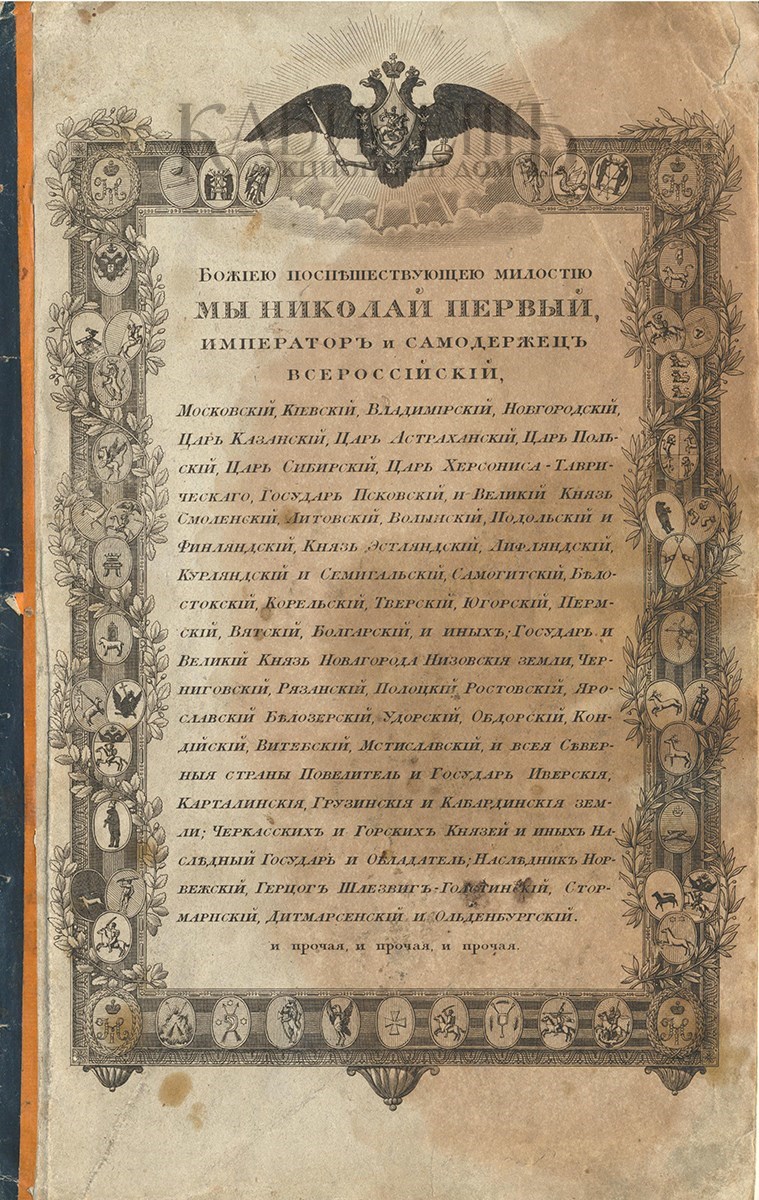 КАБИНЕТЪ
АУКЦИОННЫЙ ДОМ
БОЖІЕЮ ПОСПѢШЕСТВУЮЩЕЮ МИЛОСТІЮ
МЫ НИКОЛАЙ ПЕРВЫЙ,
ИМПЕРАТОРЪ и САМОДЕРЖЕЦЪ
ВСЕРОССІЙСКІЙ,
Московскій, Кіевскій, Владимірскій, Новгородскій,
Царь Казанскій, Царь Астраханскій, Царь Поль-
скій, Царь Сибирскій, Царь Херсониса-Таври-
ческаго, Государь Псковскій, и Великій Князь
Смоленскій, Литовскій, Волынскій, Подольскій и
Финляндскій, Князь Эстляндскій, Лифляндскій,
Курляндскій и Семигальскій, Самогитскій, Бѣло-
стокскій, Корельскій, Тверскій, Югорскій, Перм-
скій, Вятскій, Болгарскій, и иныхъ; Государь и
Великій Князь Новагорода Низовскія земли, Чер-
ниговскій, Рязанскій, Полоцкій, Ростовскій, Яро-
славскій Бѣлозерскій, Удорскій, Обдорскій, Кон-
дійскій, Витебскій, Мстиславскій, и всея Сѣвер-
ныя страны Повелитель и Государь Иверскія,
Карталинскія, Грузинскія и Кабардинскія зем-
ли; Черкасскихъ и Горскихъ Князей и иныхъ На-
слѣдный Государь и Обладатель; Наслѣдникъ Нор-
вежскій, Герцогъ Шлезвигъ-Голстинскій, Стор-
марнскій, Дитмарсенскій и Ольденбургскій.
и прочая, и прочая, и прочая.